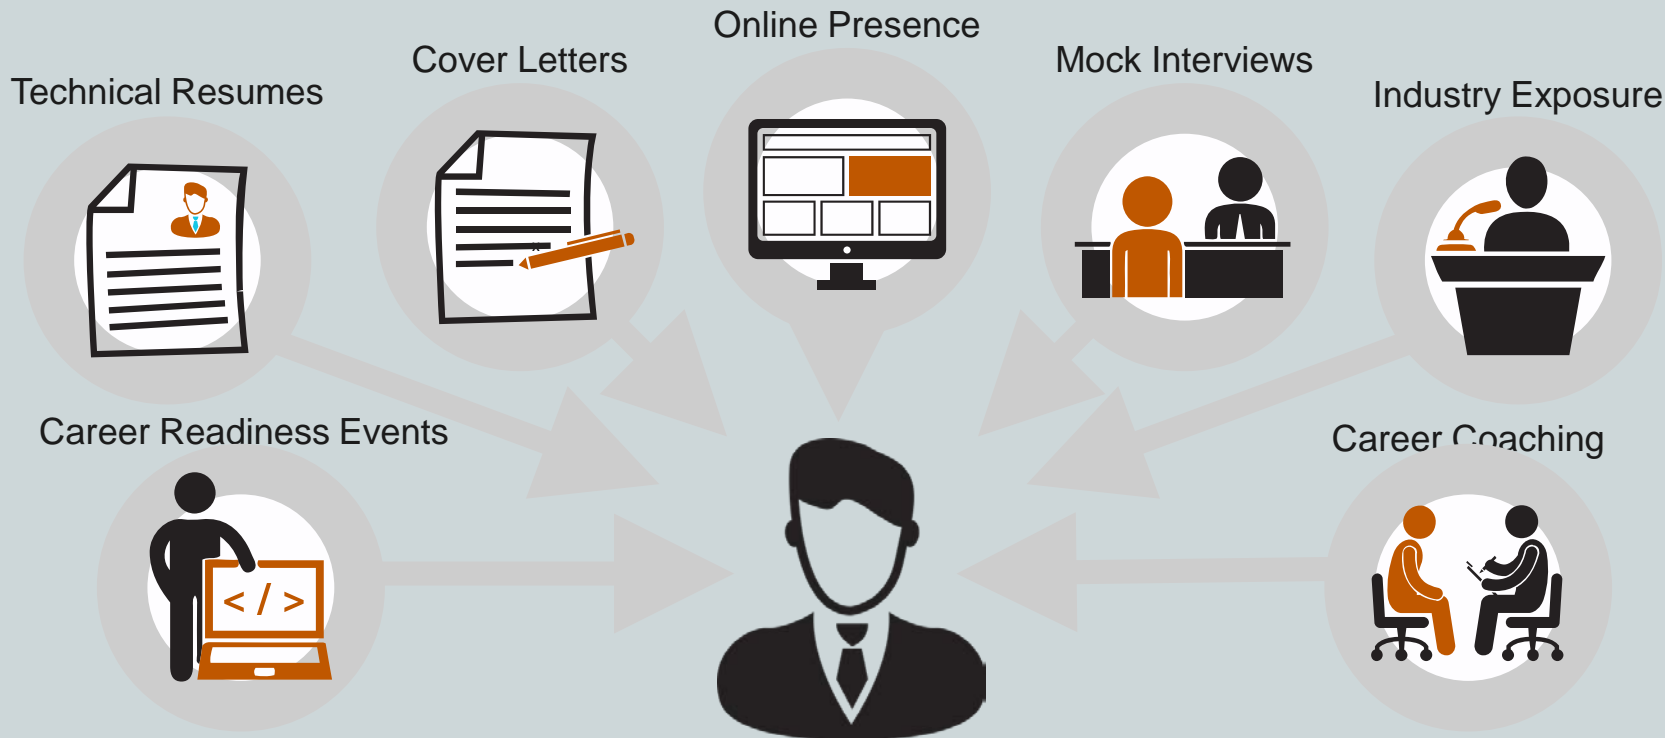 Online Presence
Cover Letters
Mock Interviews
Technical Resumes
Industry Exposure
Career Readiness Events
Career Coaching
< / >